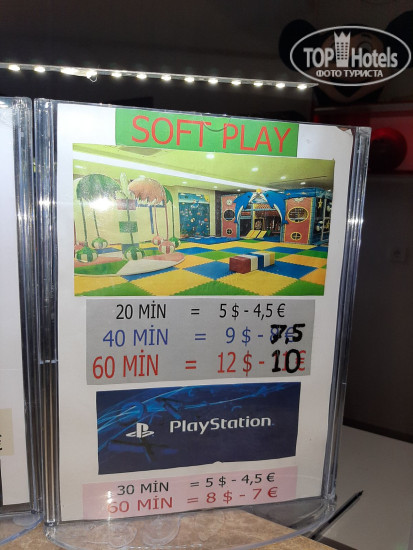 TOP Hotels
ФОТО ТУРИСТА
SOFT PLAY
20 MİN = 5 $ - 4,5 €
40 MİN = 9 $ - 7,5
60 MİN = 12 $ - 10 €
PlayStation
30 MİN = 5 $ - 4,5 €
60 MİN = 8 $ - 7 €